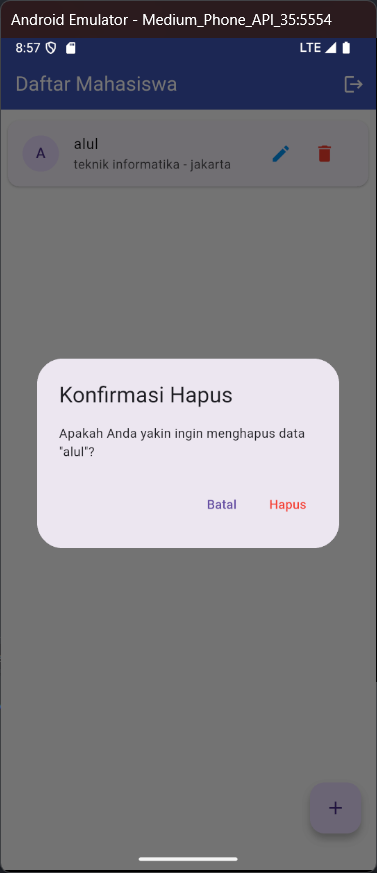 Android Emulator - Medium_Phone_API_35:5554
8:57 LTE
Daftar Mahasiswa
A
alul
teknik informatika - jakarta
Konfirmasi Hapus
Apakah Anda yakin ingin menghapus data
"alul"?
Batal Hapus
+